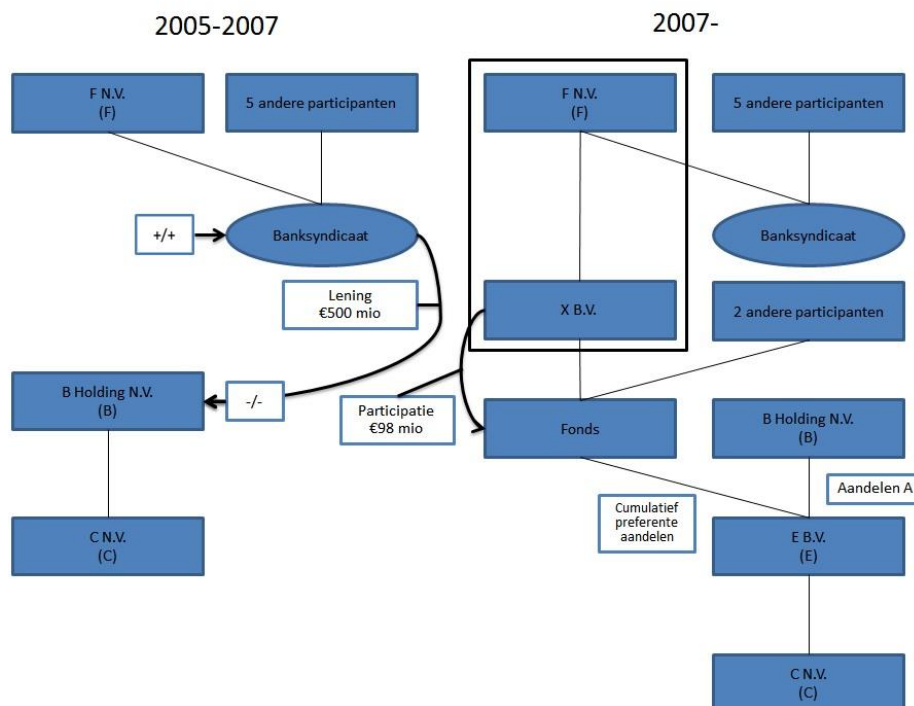 2005-2007
2007-
F N.V.
(F)
5 andere participanten
F N.V.
(F)
5 andere participanten
+/+
Banksyndicaat
Banksyndicaat
Lening
€500 mio
X B.V.
2 andere participanten
B Holding N.V.
(B)
-/-
Participatie
€98 mio
Fonds
B Holding N.V.
(B)
Aandelen A
Cumulatief
preferente
aandelen
C N.V.
(C)
E B.V.
(E)
C N.V.
(C)